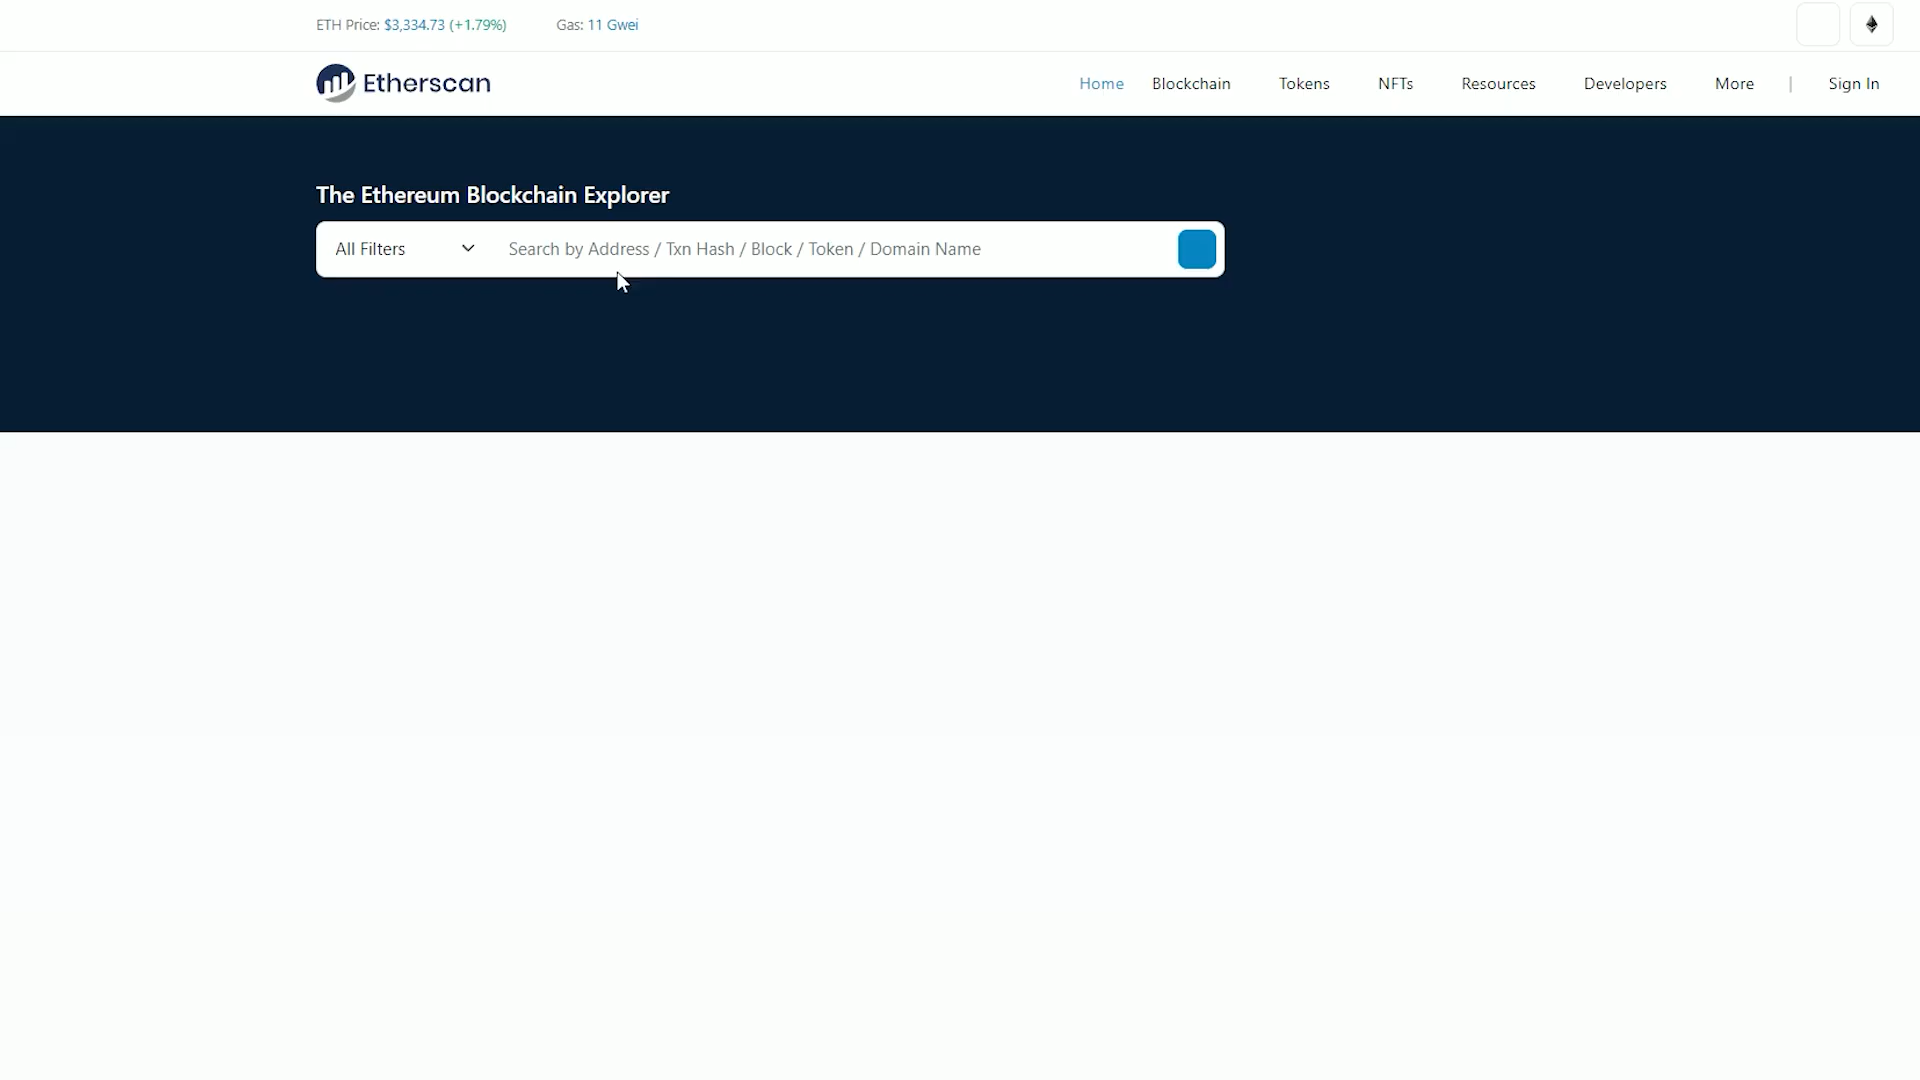 ETH Price: $3,334.73 (+1.79%) Gas: 11 Gwei
Etherscan
Home Blockchain Tokens NFTs Resources Developers More | Sign In
The Ethereum Blockchain Explorer
All Filters Search by Address / Txn Hash / Block / Token / Domain Name